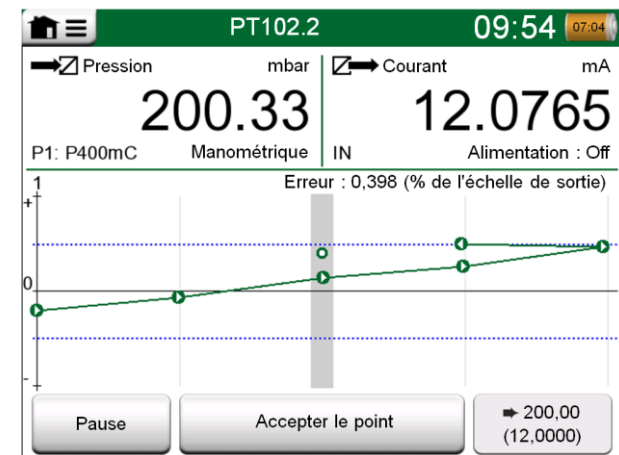 PT102.2 09:54 07:04
Pression mbar Courant mA
200.33 12.0765
P1: P400mC Manométrique IN Alimentation : Off
1 Erreur : 0,398 (% de l'échelle de sortie)
+
0
-
Pause Accepter le point 200,00
(12,0000)